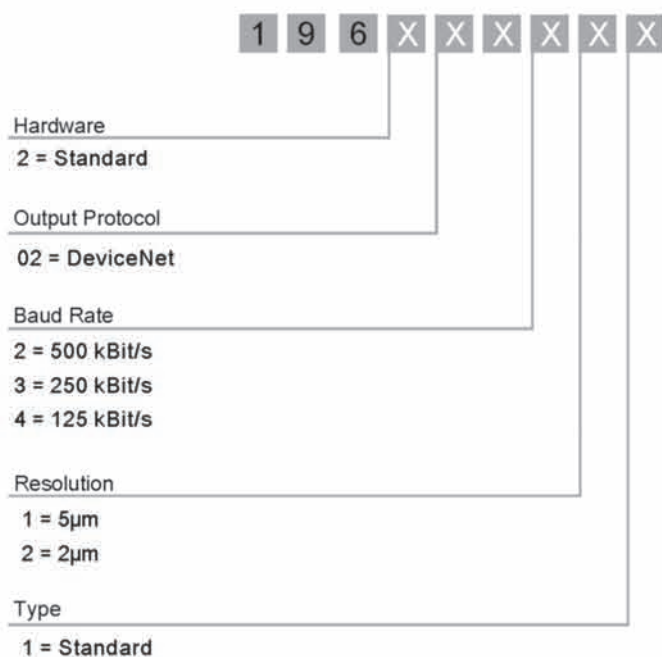 1 9 6 X X X X X X
Hardware
2 = Standard
Output Protocol
02 = DeviceNet
Baud Rate
2 = 500 kBit/s
3 = 250 kBit/s
4 = 125 kBit/s
Resolution
1 = 5µm
2 = 2µm
Type
1 = Standard